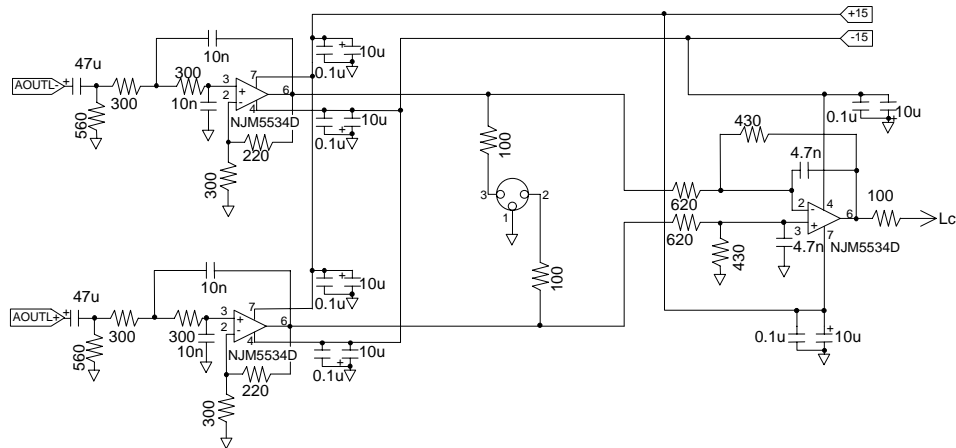 +15
-15
10n
7
0.1u
+
10u
AOUTL-
+
47u
300
300
10n
3
+
2
-
6
4
NJM5534D
0.1u
+
10u
560
220
300
100
3
2
1
100
430
4.7n
0.1u
10u
+
620
620
2
-
3
+
4
6
7
100
Lc
4.7n
NJM5534D
430
10n
7
0.1u
+
10u
AOUTL+
+
47u
300
300
10n
3
+
2
-
6
4
NJM5534D
0.1u
+
10u
560
220
300
0.1u
+
10u